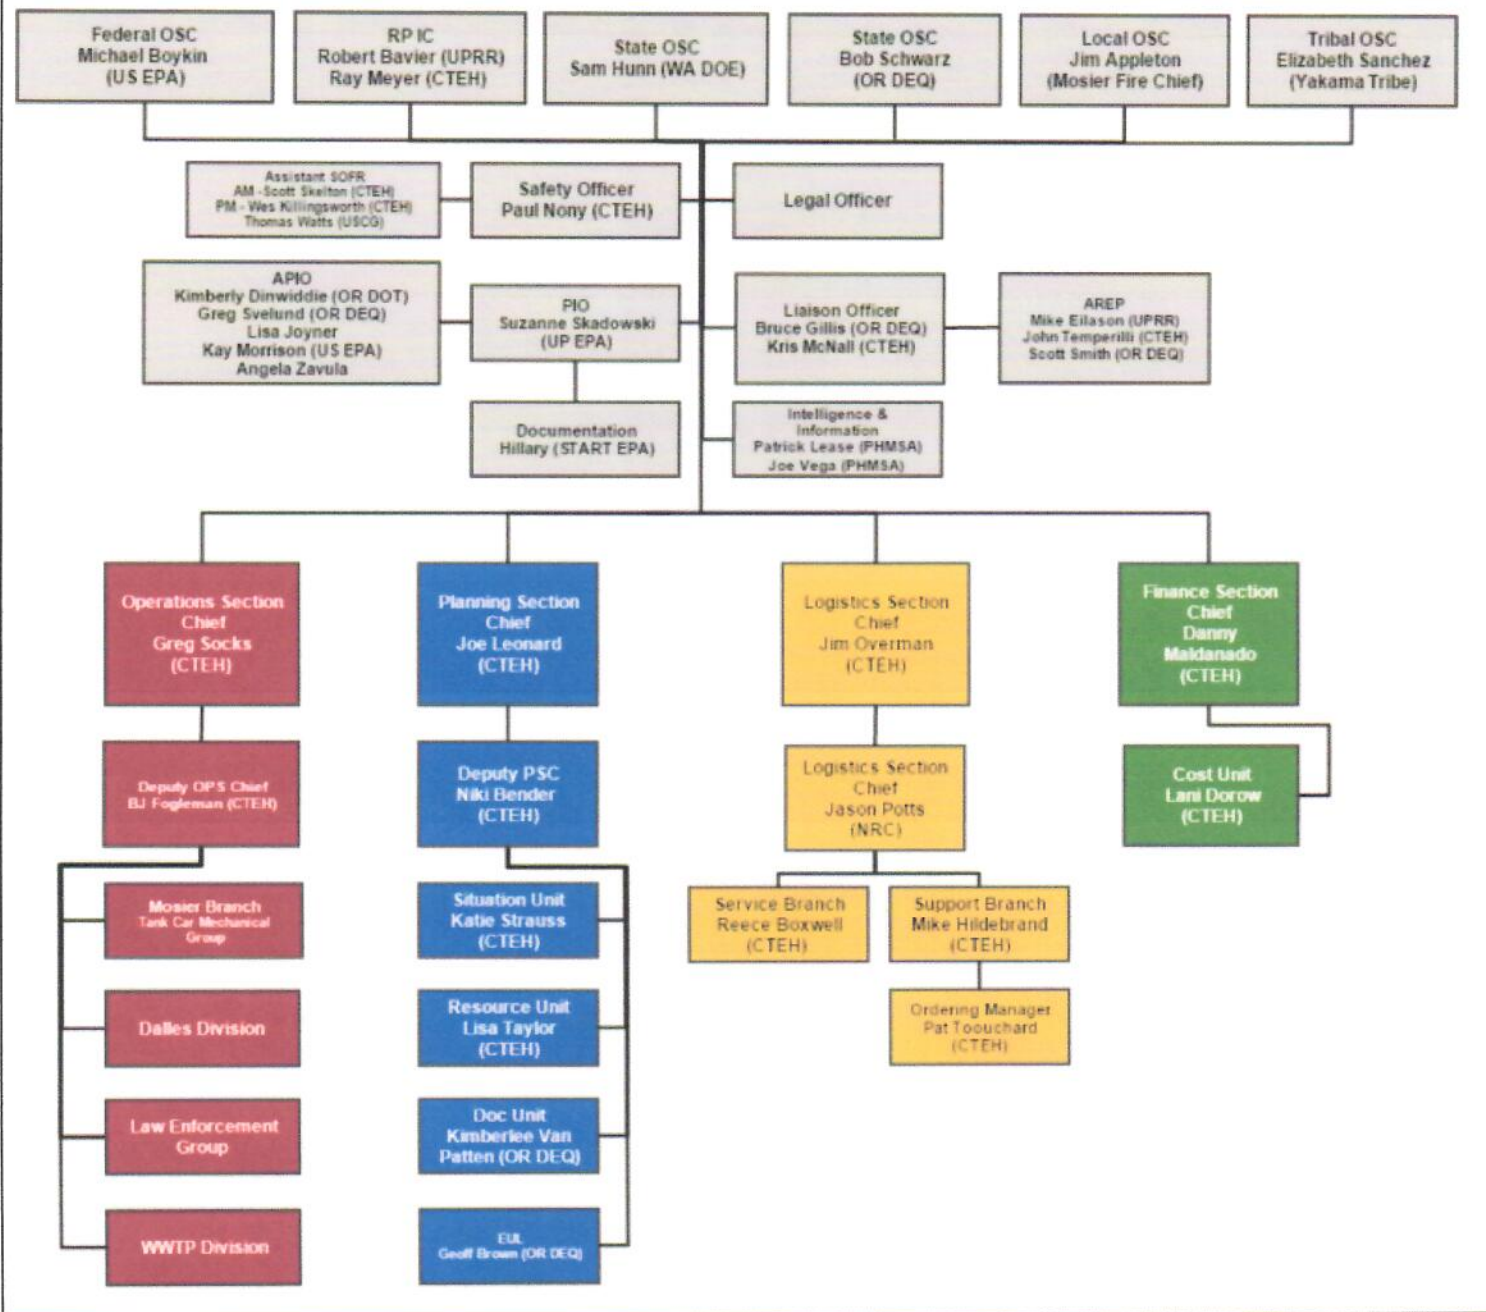 Federal OSC
Michael Boykin
(US EPA)
RP IC
Robert Bavier (UPRR)
Ray Meyer (CTEH)
State OSC
Sam Hunn (WA DOE)
State OSC
Bob Schwarz
(OR DEQ)
Local OSC
Jim Appleton
(Mosier Fire Chief)
Tribal OSC
Elizabeth Sanchez
(Yakama Tribe)
Assistant SOFR
AM -Scott Skelton (CTEH)
PM - Wes Killingsworth (CTEH)
Thomas Watts (USCG)
Safety Officer
Paul Nony (CTEH)
Legal Officer
APIO
Kimberly Dinwiddie (OR DOT)
Greg Svelund (OR DEQ)
Lisa Joyner
Kay Morrison (US EPA)
Angela Zavula
PIO
Suzanne Skadowski
(UP EPA)
Liaison Officer
Bruce Gillis (OR DEQ)
Kris McNall (CTEH)
AREP
Mike Eilason (UPRR)
John Temperilli (CTEH)
Scott Smith (OR DEQ)
Documentation
Hillary (START EPA)
Intelligence &
Information
Patrick Lease (PHMSA)
Joe Vega (PHMSA)
Operations Section
Chief
Greg Socks
(CTEH)
Planning Section
Chief
Joe Leonard
(CTEH)
Logistics Section
Chief
Jim Overman
(CTEH)
Finance Section
Chief
Danny
Maldanado
(CTEH)
Deputy OPS Chief
BJ Fogleman (CTEH)
Deputy PSC
Niki Bender
(CTEH)
Logistics Section
Chief
Jason Potts
(NRC)
Cost Unit
Lani Dorow
(CTEH)
Mosier Branch
Tank Car Mechanical
Group
Situation Unit
Katie Strauss
(CTEH)
Service Branch
Reece Boxwell
(CTEH)
Support Branch
Mike Hildebrand
(CTEH)
Dalles Division
Resource Unit
Lisa Taylor
(CTEH)
Ordering Manager
Pat Toouchard
(CTEH)
Law Enforcement
Group
Doc Unit
Kimberlee Van
Patten (OR DEQ)
WWTP Division
EUL
Geoff Brown (OR DEQ)